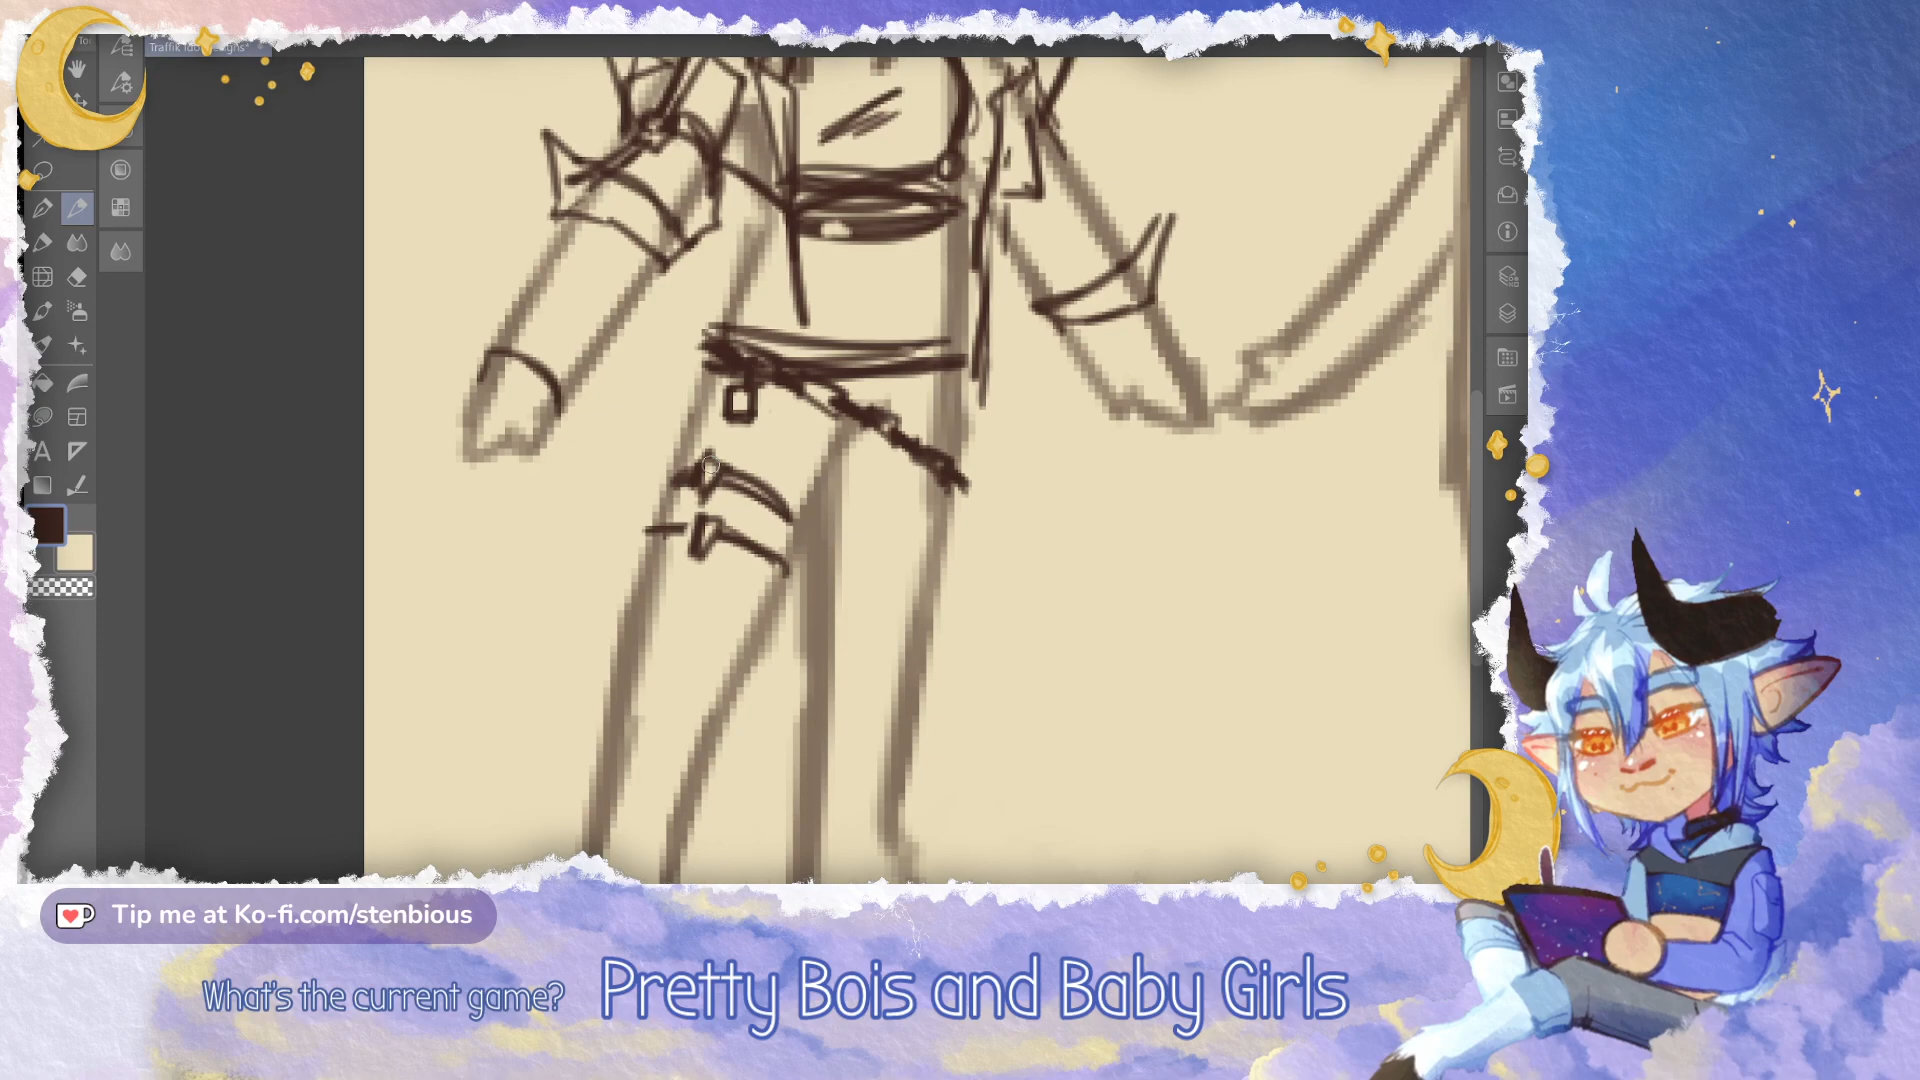 Tip me at Ko-fi.com/stenbious
What's the current game?
Pretty Bois and Baby Girls